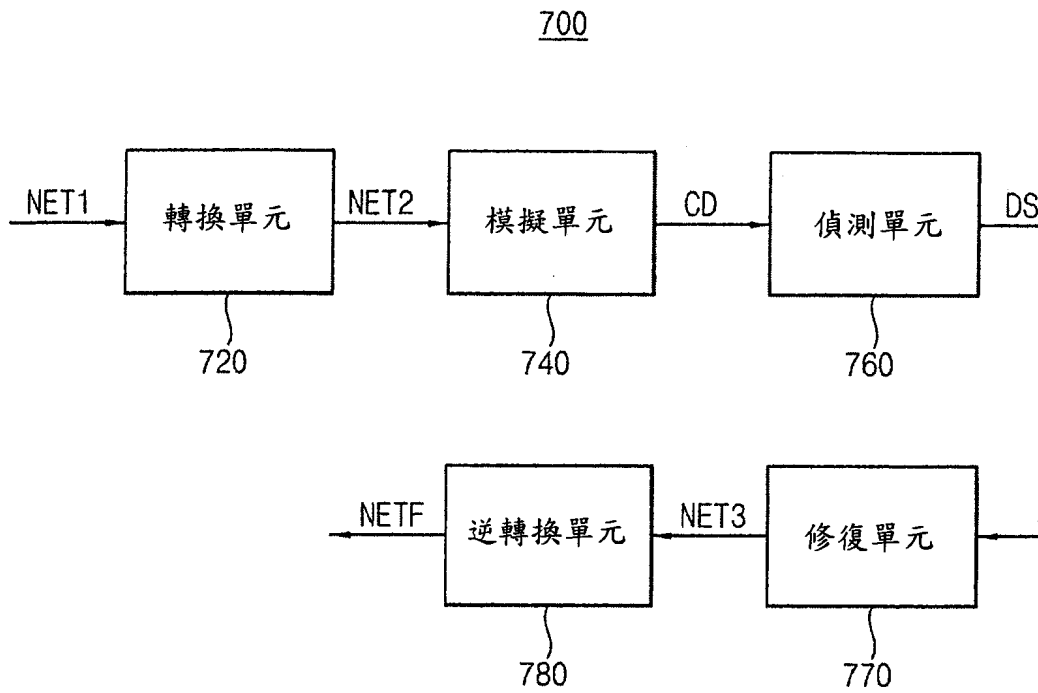 700
NET1
轉換單元
NET2
模擬單元
CD
偵測單元
DS
720
740
760
NETF
逆轉換單元
NET3
修復單元
780
770